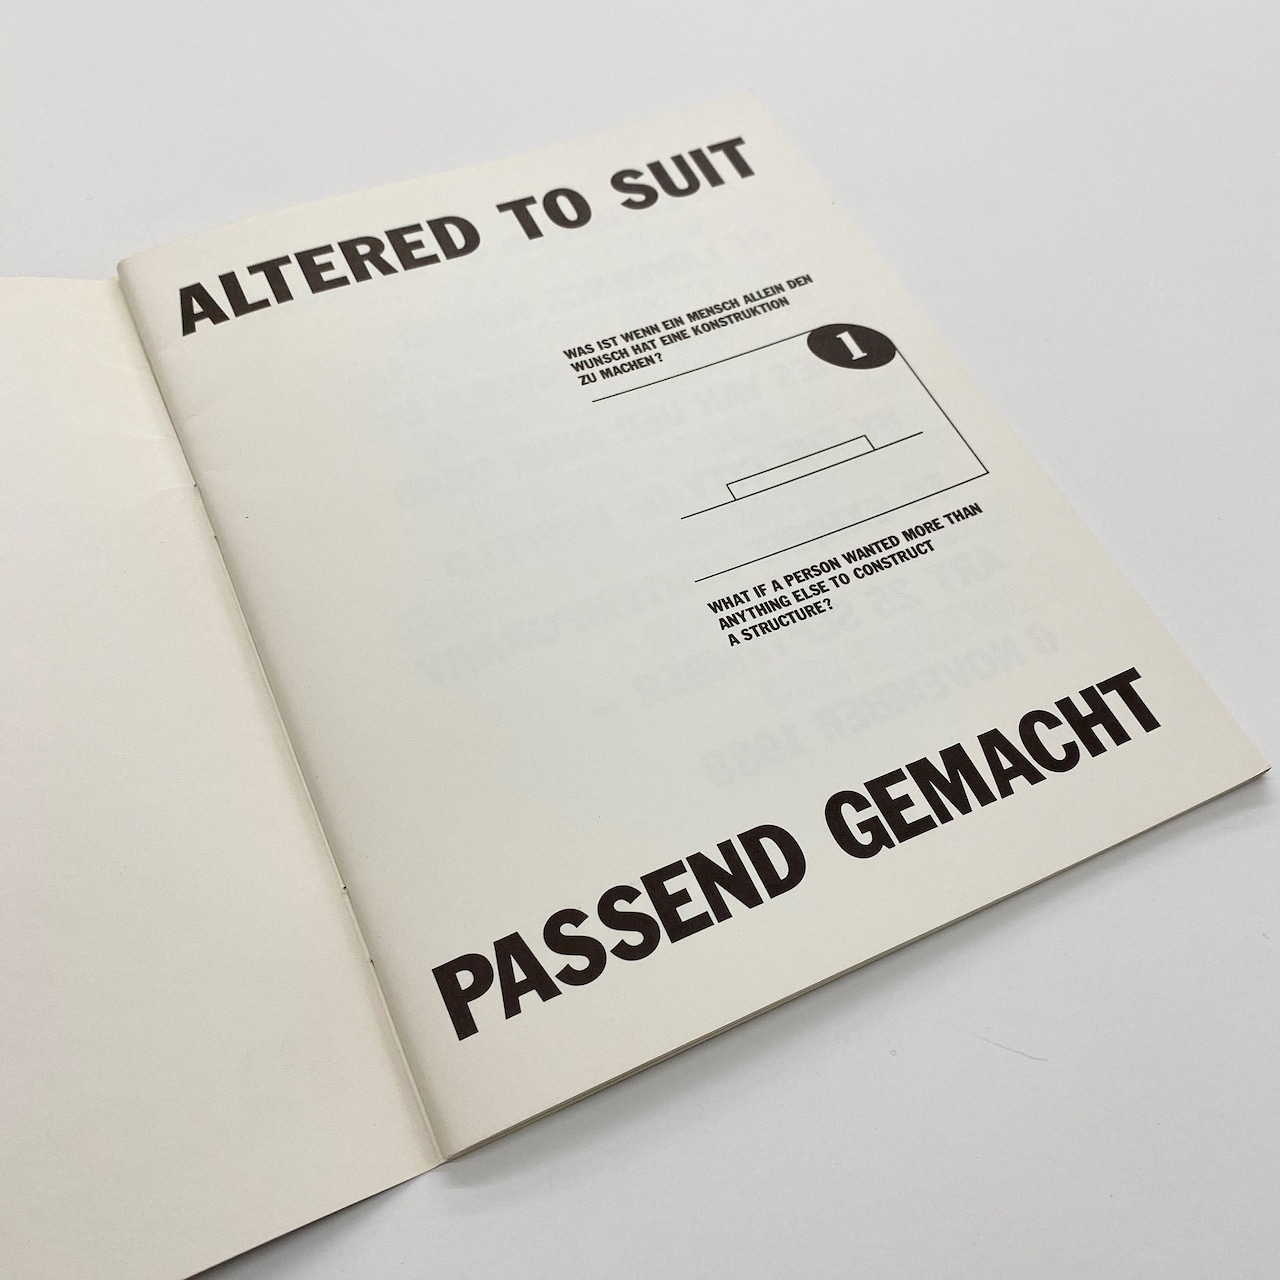 ALTERED TO SUIT
WAS IST WENN EIN MENSCH ALLEIN DEN
WUNSCH HAT EINE KONSTRUKTION
ZU MACHEN?
1
WHAT IF A PERSON WANTED MORE THAN
ANYTHING ELSE TO CONSTRUCT
A STRUCTURE?
PASSEND GEMACHT